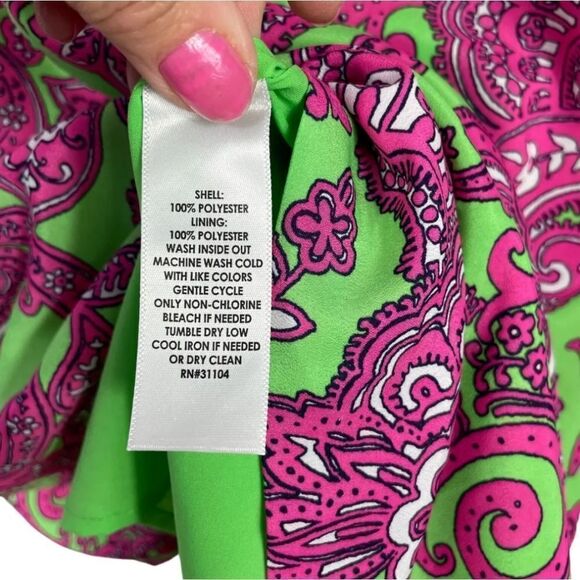 SHELL:
100% POLYESTER
LINING:
100% POLYESTER
WASH INSIDE OUT
MACHINE WASH COLD
WITH LIKE COLORS
GENTLE CYCLE
ONLY NON-CHLORINE
BLEACH IF NEEDED
TUMBLE DRY LOW
COOL IRON IF NEEDED
OR DRY CLEAN
RN#31104